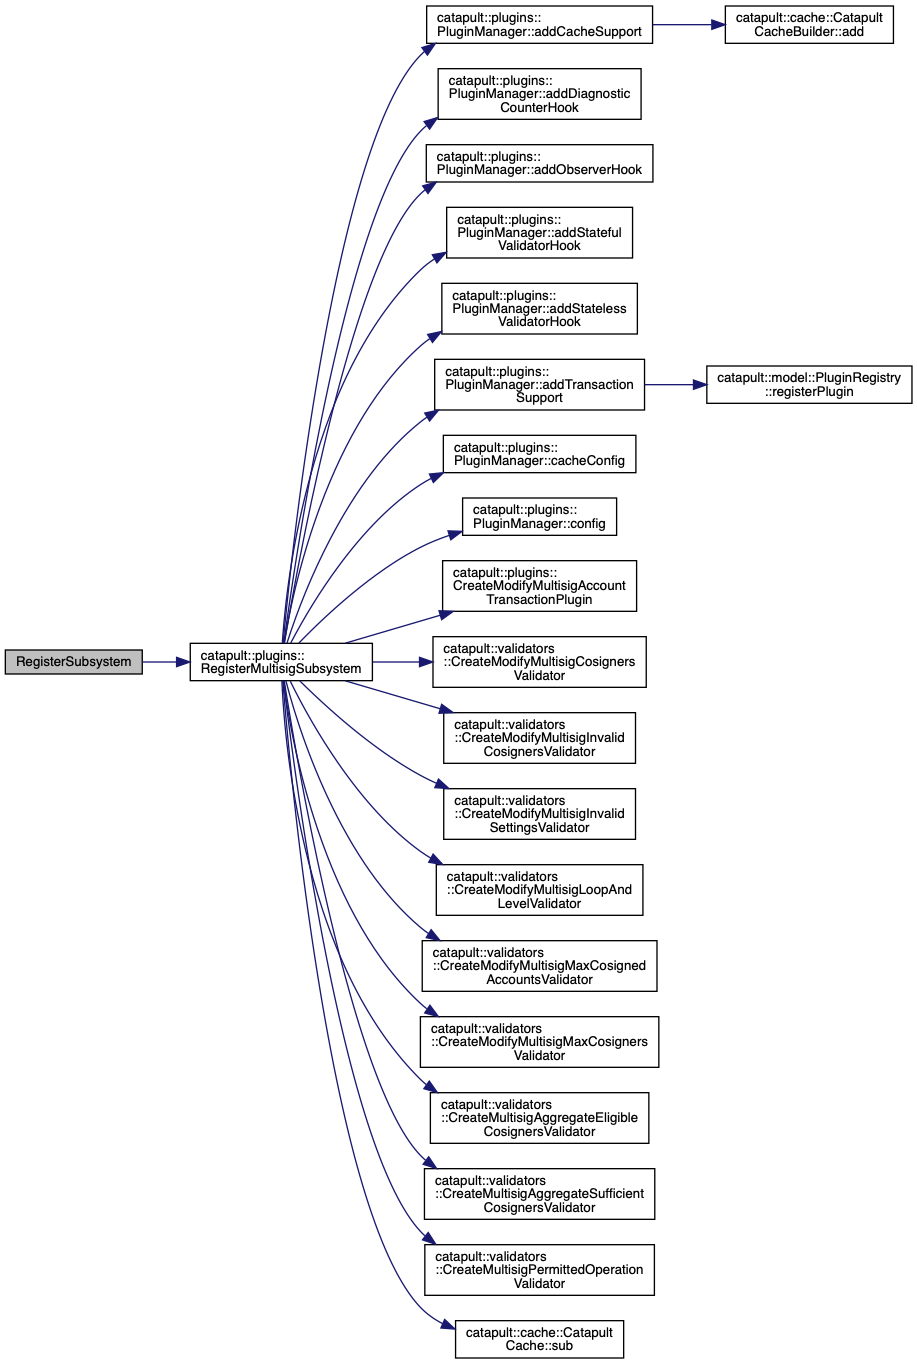 RegisterSubsystem
catapult::plugins::
RegisterMultisigSubsystem
catapult::plugins::
PluginManager::addCacheSupport
catapult::cache::Catapult
CacheBuilder::add
catapult::plugins::
PluginManager::addDiagnostic
CounterHook
catapult::plugins::
PluginManager::addObserverHook
catapult::plugins::
PluginManager::addStateful
ValidatorHook
catapult::plugins::
PluginManager::addStateless
ValidatorHook
catapult::plugins::
PluginManager::addTransaction
Support
catapult::model::PluginRegistry
::registerPlugin
catapult::plugins::
PluginManager::cacheConfig
catapult::plugins::
PluginManager::config
catapult::plugins::
CreateModifyMultisigAccount
TransactionPlugin
catapult::validators
::CreateModifyMultisigCosigners
Validator
catapult::validators
::CreateModifyMultisigInvalid
CosignersValidator
catapult::validators
::CreateModifyMultisigInvalid
SettingsValidator
catapult::validators
::CreateModifyMultisigLoopAnd
LevelValidator
catapult::validators
::CreateModifyMultisigMaxCosigned
AccountsValidator
catapult::validators
::CreateModifyMultisigMaxCosigners
Validator
catapult::validators
::CreateMultisigAggregateEligible
CosignersValidator
catapult::validators
::CreateMultisigAggregateSufficient
CosignersValidator
catapult::validators
::CreateMultisigPermittedOperation
Validator
catapult::cache::Catapult
Cache::sub